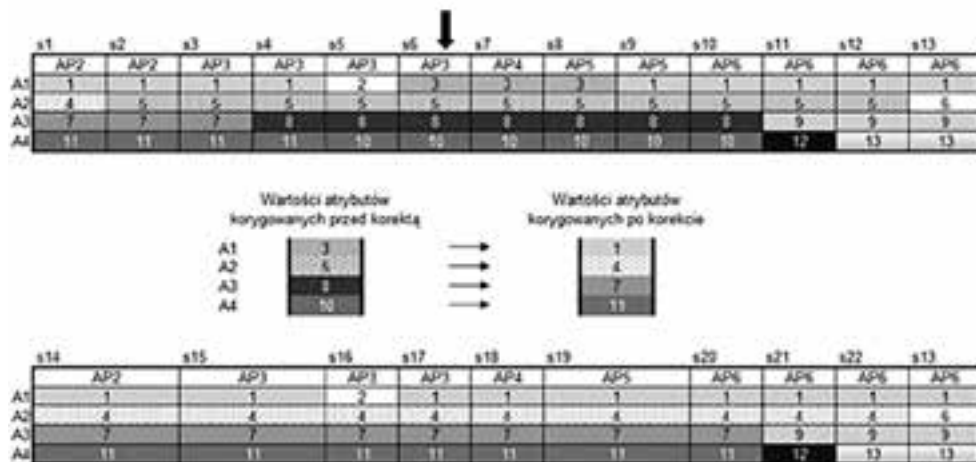 s1 s2 s3 s4 s5 s6 s7 s8 s9 s10 s11 s12 s13
AP2 AP2 AP3 AP3 AP3 AP3 AP4 AP5 AP5 AP6 AP6 AP6 AP6
A1 1 1 1 1 2 3 3 3 1 1 1 1 1
A2 4 5 5 5 5 5 5 5 5 5 5 5 6
A3 7 7 7 8 8 8 8 8 8 8 9 9 9
A4 11 11 11 11 10 10 10 10 10 10 12 13 13
Wartości atrybutów
korygowanych przed korektą
Wartości atrybutów
korygowanych po korekcie
A1 3 1
A2 5 4
A3 8 7
A4 10 11
s14 s15 s16 s17 s18 s19 s20 s21 s22 s13
AP2 AP3 AP3 AP3 AP4 AP5 AP6 AP6 AP6 AP6
A1 1 1 2 1 1 1 1 1 1 1
A2 4 4 4 4 4 4 4 4 4 6
A3 7 7 7 7 7 7 7 9 9 9
A4 11 11 11 11 11 11 11 12 13 13